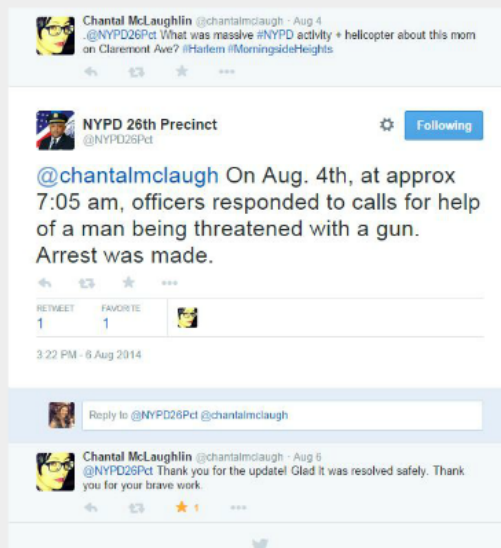 Chantal McLaughlin @chantalmclaugh · Aug 4
.@NYPD26Pct What was massive #NYPD activity + helicopter about this morn
on Claremont Ave? #Harlem #MorningsideHeights
NYPD 26th Precinct
@NYPD26Pct
Following
@chantalmclaugh On Aug. 4th, at approx
7:05 am, officers responded to calls for help
of a man being threatened with a gun.
Arrest was made.
RETWEET FAVORITE
1 1
3:22 PM - 6 Aug 2014
Reply to @NYPD26Pct @chantalmclaugh
Chantal McLaughlin @chantalmclaugh · Aug 6
@NYPD26Pct Thank you for the update! Glad it was resolved safely. Thank
you for your brave work.
1